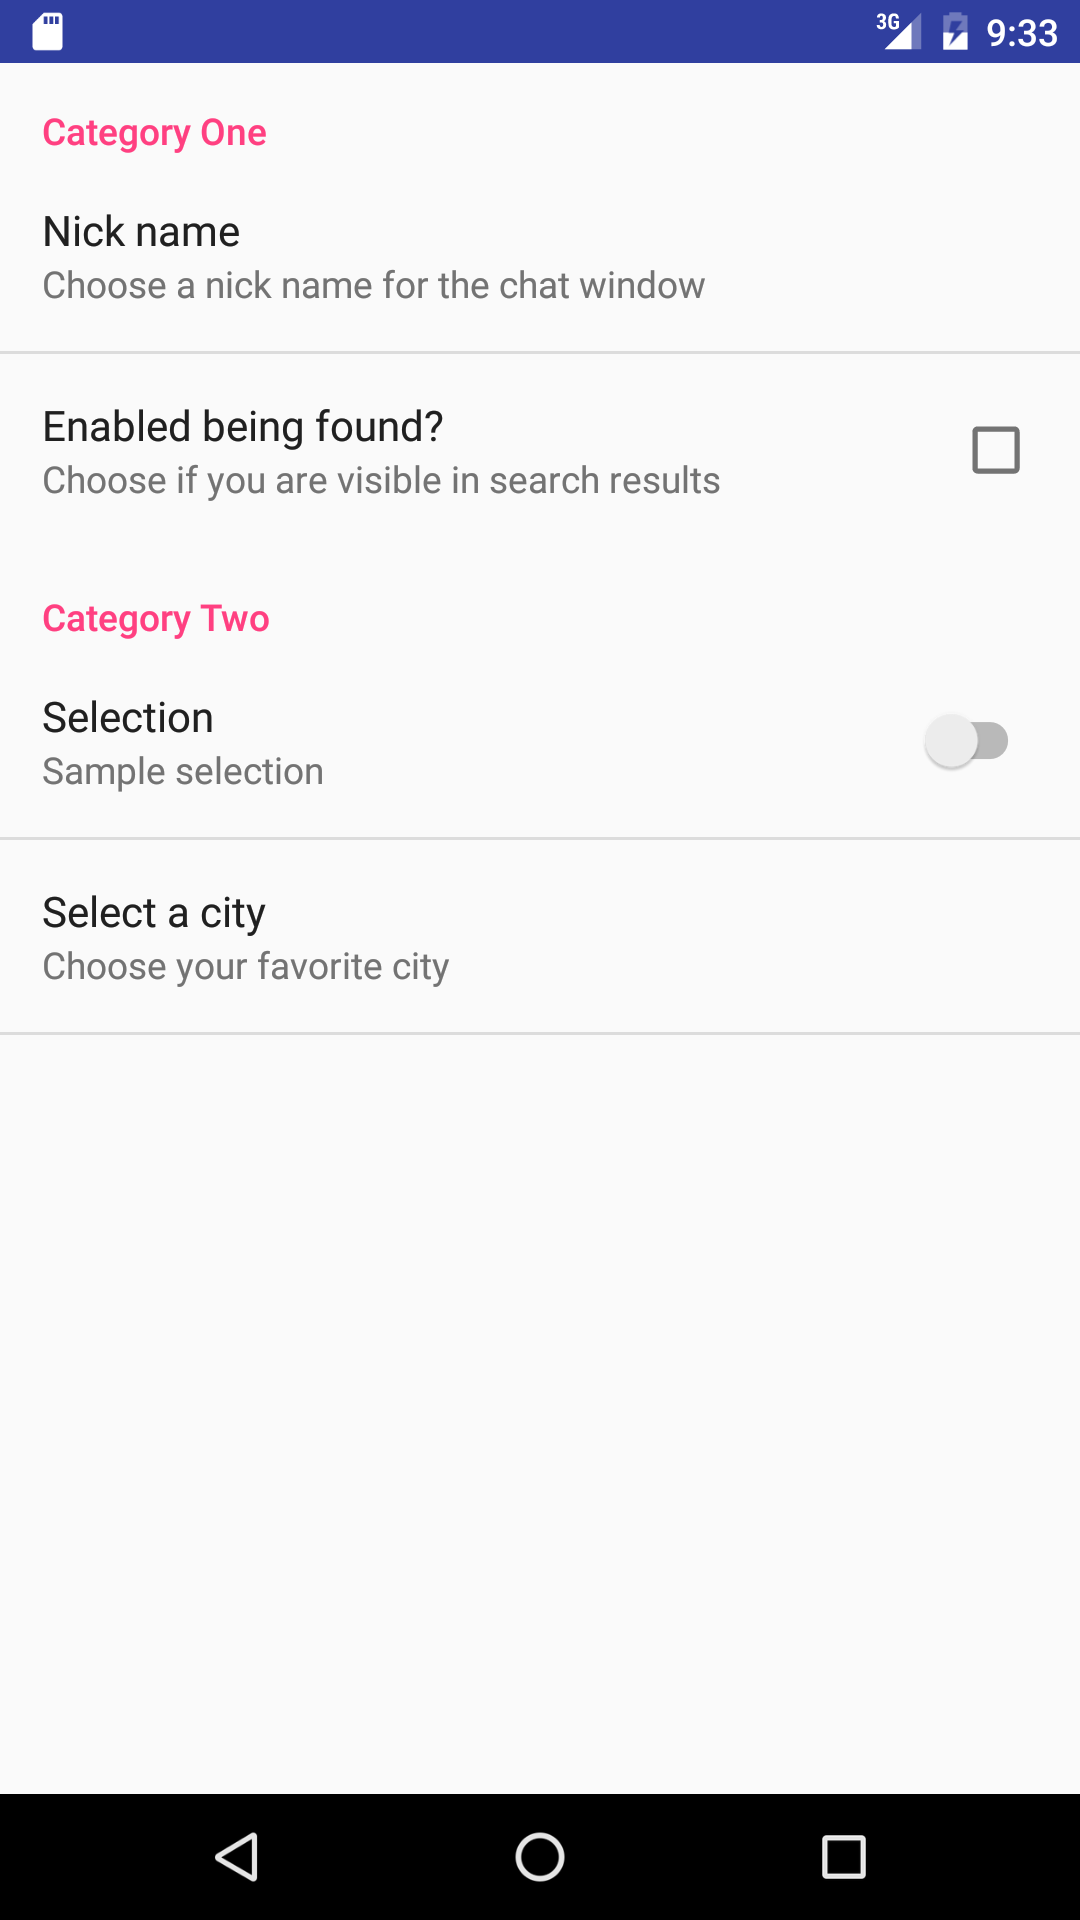 3G 9:33
Category One
Nick name
Choose a nick name for the chat window
Enabled being found?
Choose if you are visible in search results
Category Two
Selection
Sample selection
Select a city
Choose your favorite city